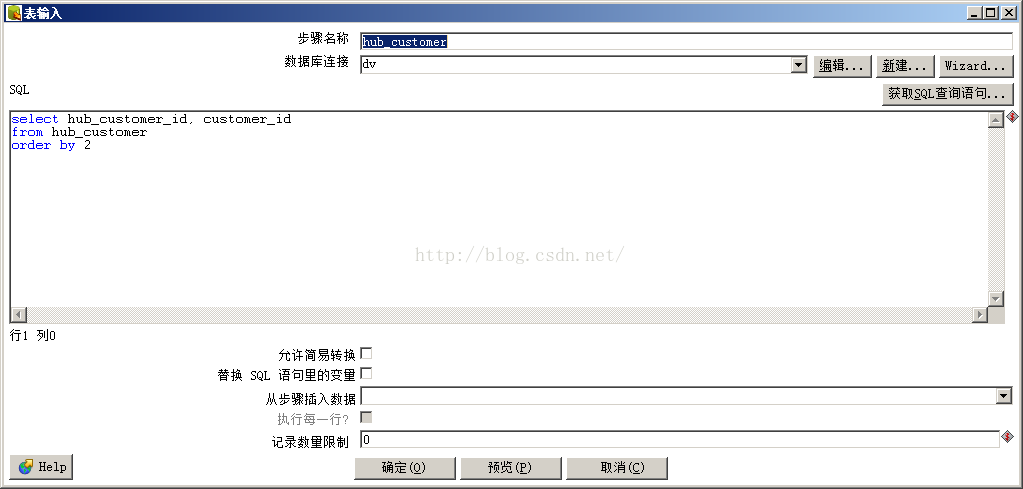 表输入
步骤名称 hub_customer
数据库连接 dv 编辑... 新建... Wizard...
SQL 获取SQL查询语句...
select hub_customer_id, customer_id
from hub_customer
order by 2
http://blog.csdn.net/
行1 列0
允许简易转换
替换 SQL 语句里的变量
从步骤插入数据
执行每一行?
记录数量限制 0
Help 确定(O) 预览(P) 取消(C)